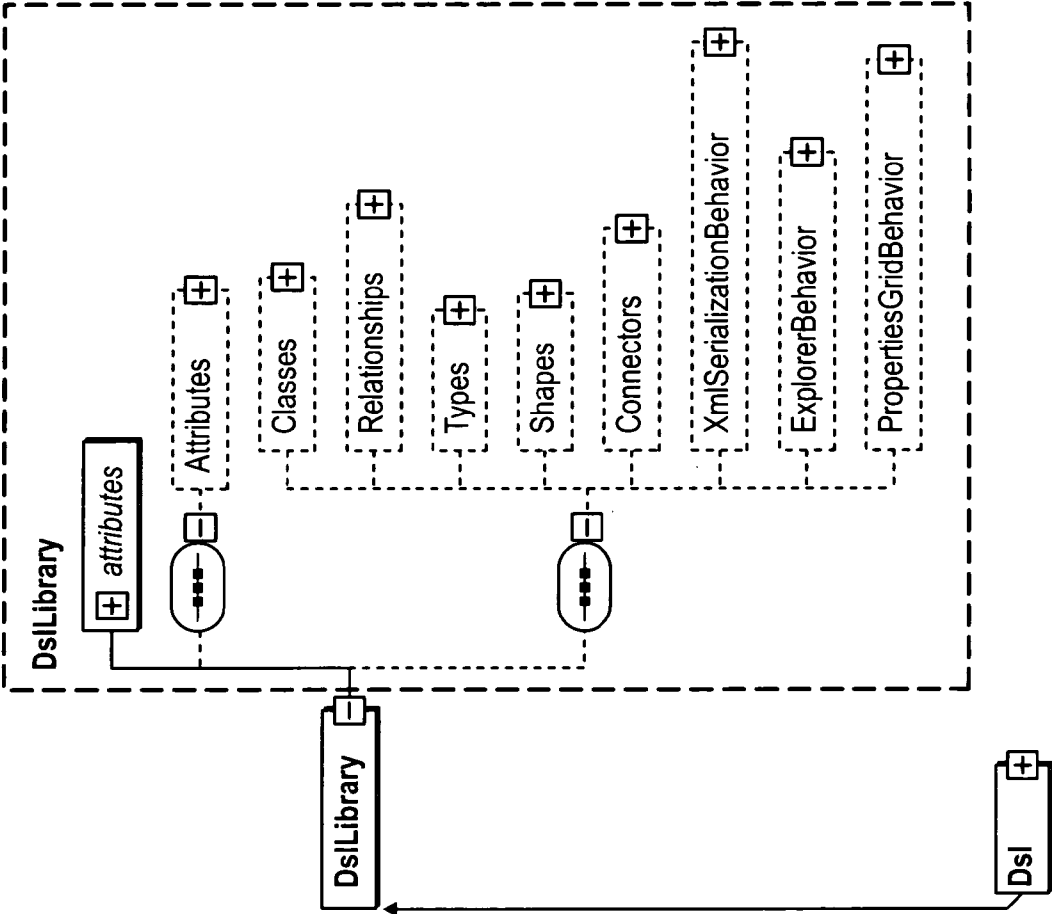 DslLibrary
attributes
Attributes
Classes
Relationships
Types
Shapes
Connectors
XmlSerializationBehavior
ExplorerBehavior
PropertiesGridBehavior
DslLibrary
Dsl